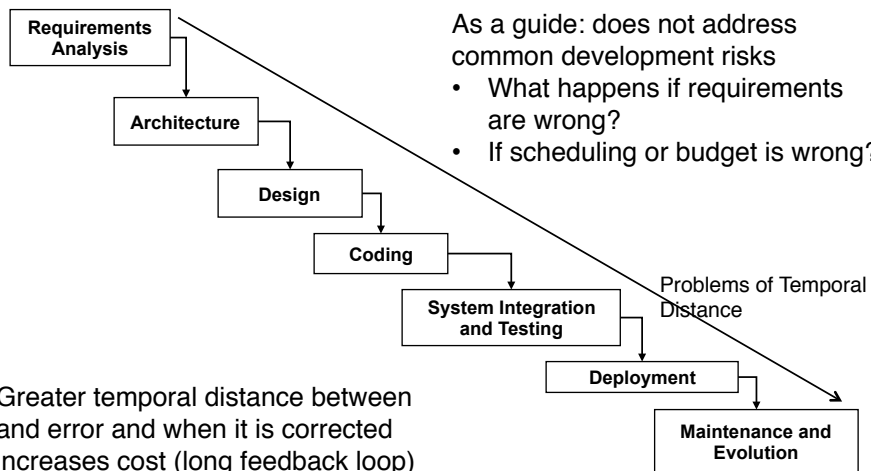 Requirements
Analysis
As a guide: does not address
common development risks
• What happens if requirements
are wrong?
• If scheduling or budget is wrong?
Architecture
Design
Coding
System Integration
and Testing
Problems of Temporal
Distance
Deployment
Greater temporal distance between
and error and when it is corrected
increases cost (long feedback loop)
Maintenance and
Evolution